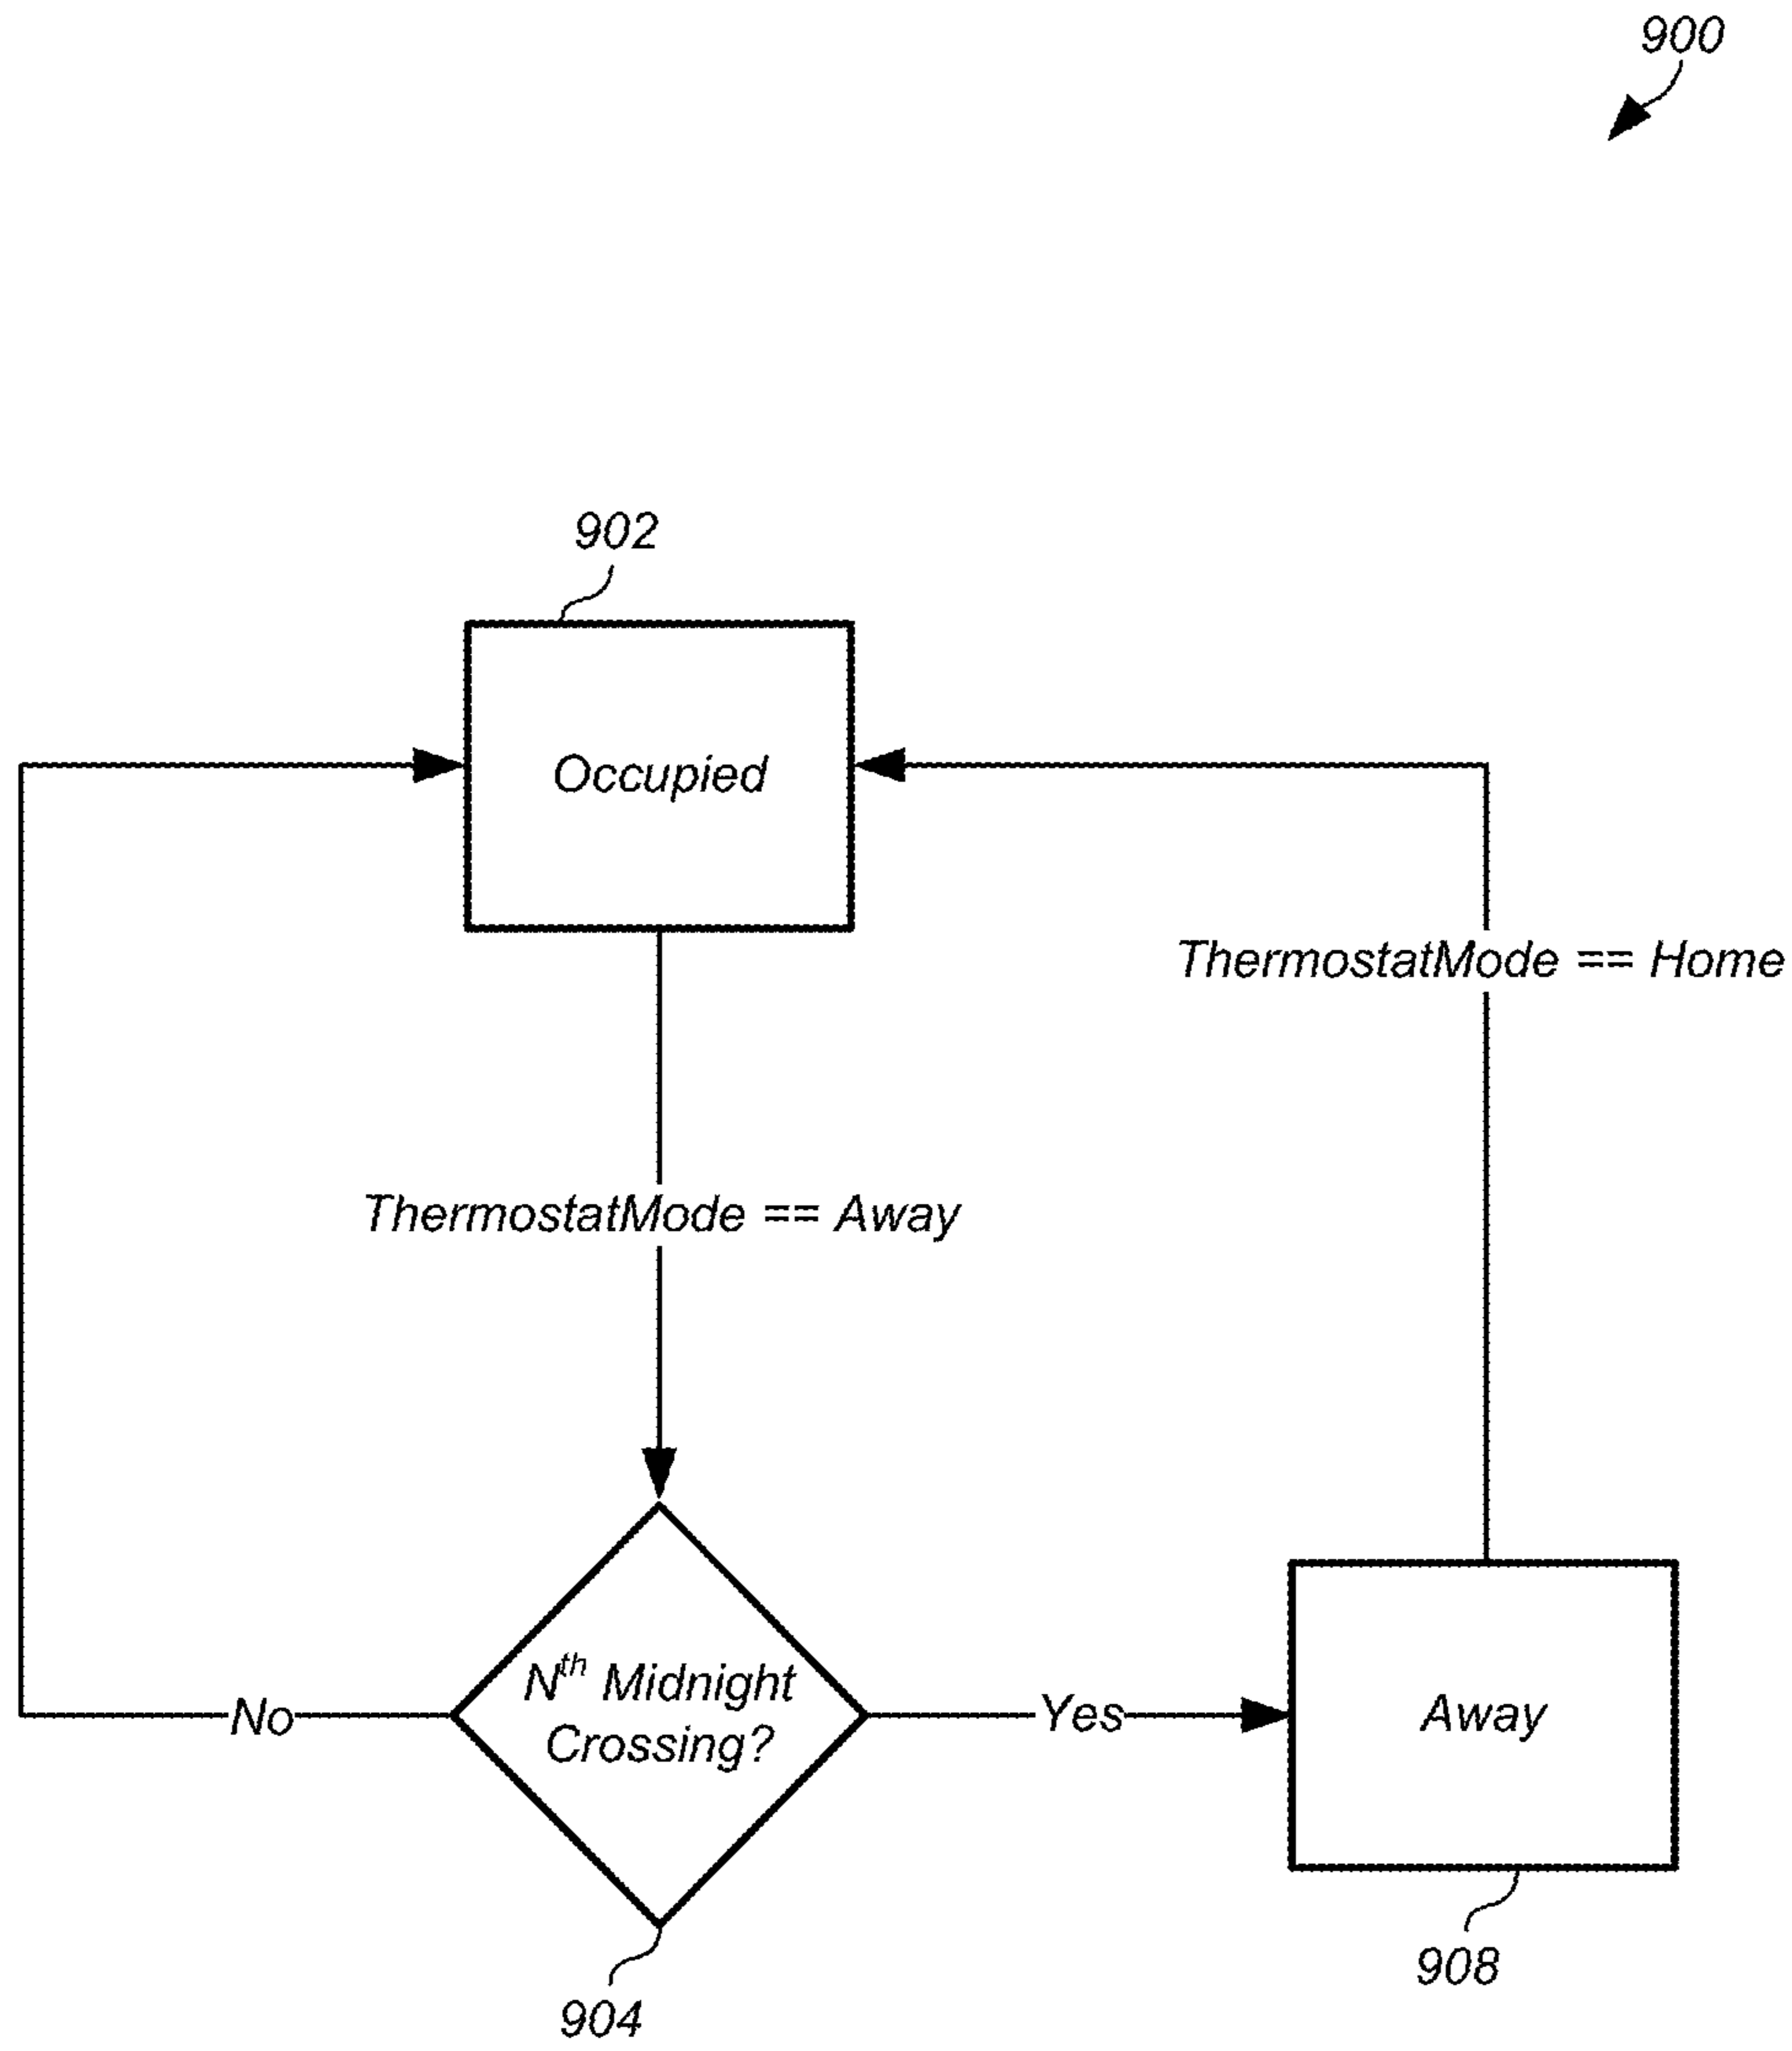 900
902
Occupied
ThermostatMode == Home
ThermostatMode == Away
Nth Midnight
Crossing?
No
Yes
Away
908
904